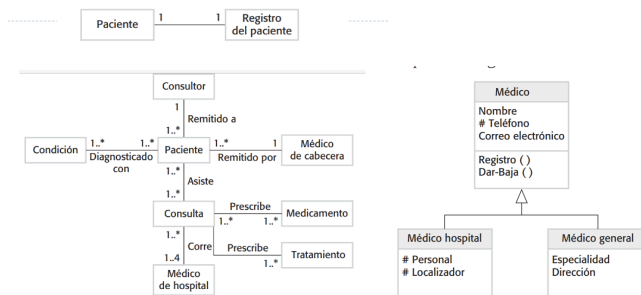 Paciente
1
1
Registro
del paciente
Consultor
1
Remitido a
1..*
Condición
1..*
1..*
Diagnosticado
con
Paciente
1..*
1
Remitido por
Médico
de cabecera
1..*
Asiste
1..*
Consulta
Prescribe
1..*
1..*
Medicamento
1..*
Corre
Prescribe
1..*
Tratamiento
1..4
Médico
de hospital
Médico
Nombre
# Teléfono
Correo electrónico
Registro ( )
Dar-Baja ( )
Médico hospital
# Personal
# Localizador
Médico general
Especialidad
Dirección